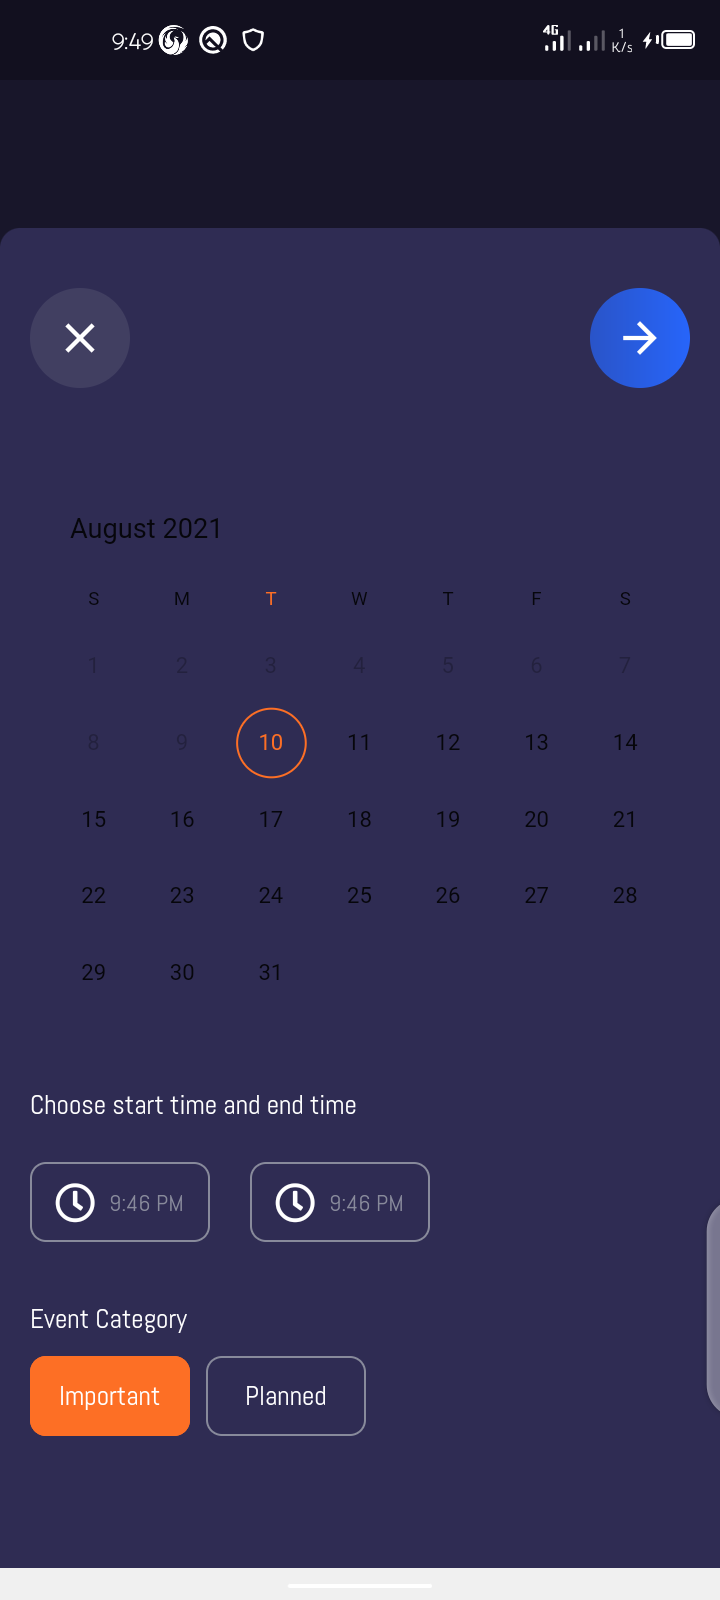 9:49 4G 1 K/s
August 2021
S M T W T F S
1 2 3 4 5 6 7
8 9 10 11 12 13 14
15 16 17 18 19 20 21
22 23 24 25 26 27 28
29 30 31
Choose start time and end time
9:46 PM 9:46 PM
Event Category
Important Planned